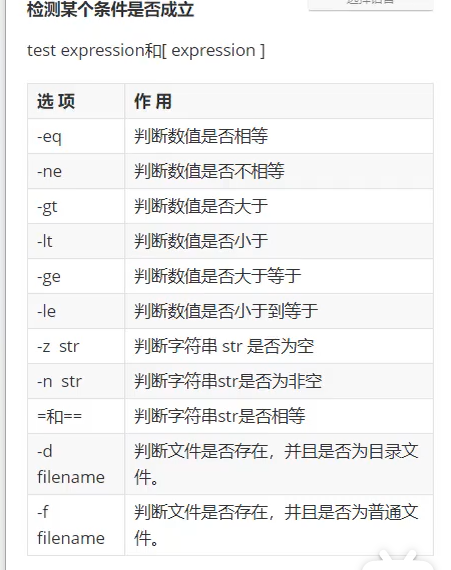 检测某个条件是否成立
test expression和[ expression ]
选 项 作 用
-eq 判断数值是否相等
-ne 判断数值是否不相等
-gt 判断数值是否大于
-lt 判断数值是否小于
-ge 判断数值是否大于等于
-le 判断数值是否小于到等于
-z str 判断字符串 str 是否为空
-n str 判断字符串str是否为非空
=和== 判断字符串str是否相等
-d 判断文件是否存在，并且是否为目录文
filename 件。
-f 判断文件是否存在，井且是否为普通文
filename 件。